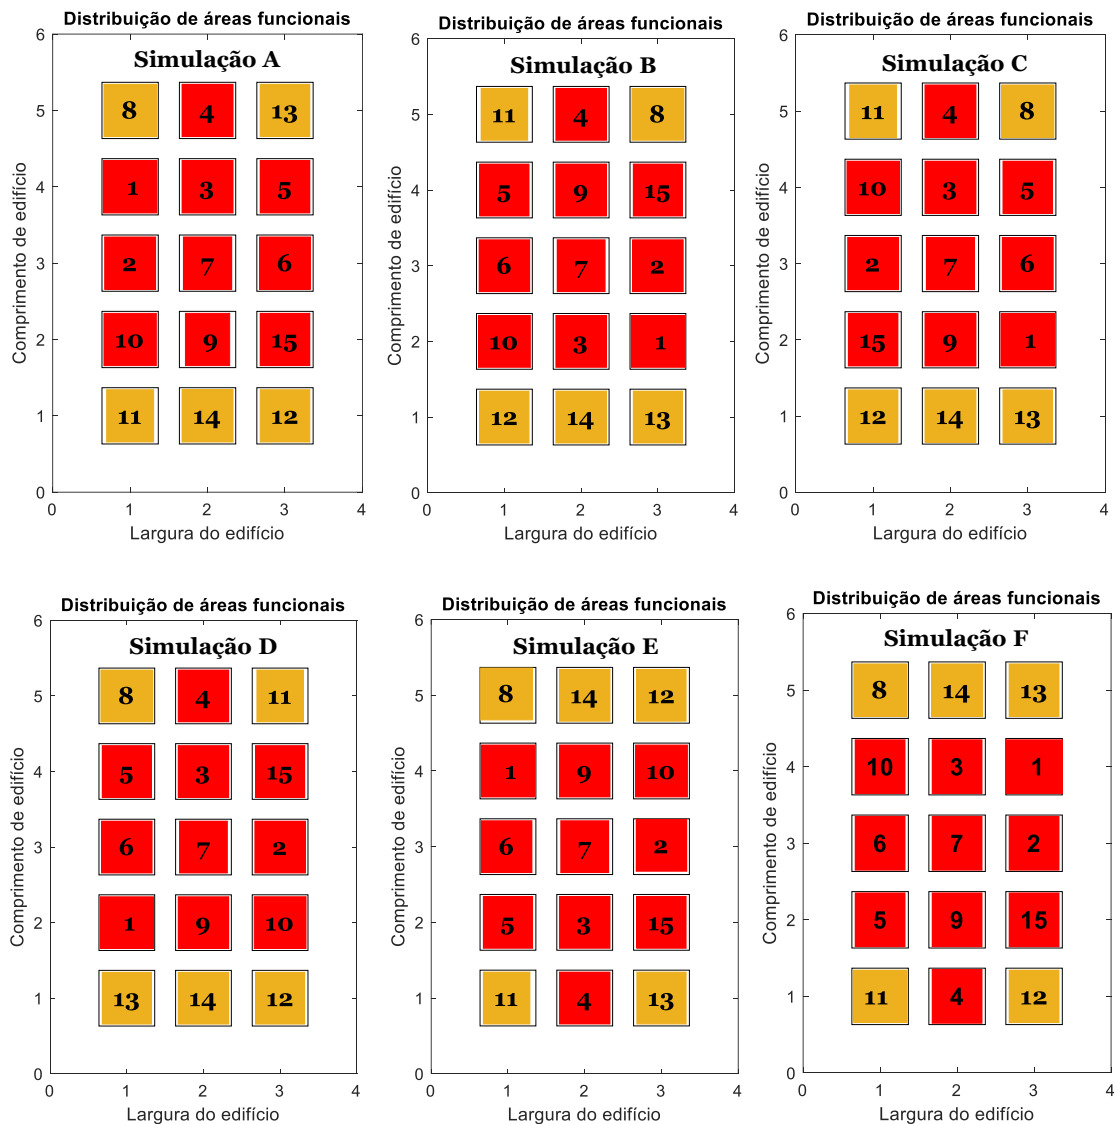 Distribuição de áreas funcionais
Simulação A
6
5
4
3
2
1
0
8 4 13
1 3 5
2 7 6
10 9 15
11 14 12
0 1 2 3 4
Comprimento de edifício
Largura do edifício
Distribuição de áreas funcionais
Simulação B
6
5
4
3
2
1
0
11 4 8
5 9 15
6 7 2
10 3 1
12 14 13
0 1 2 3 4
Comprimento de edifício
Largura do edifício
Distribuição de áreas funcionais
Simulação C
6
5
4
3
2
1
0
11 4 8
10 3 5
2 7 6
15 9 1
12 14 13
0 1 2 3 4
Comprimento de edifício
Largura do edifício
Distribuição de áreas funcionais
Simulação D
6
5
4
3
2
1
0
8 4 11
5 3 15
6 7 2
1 9 10
13 14 12
0 1 2 3 4
Comprimento de edifício
Largura do edifício
Distribuição de áreas funcionais
Simulação E
6
5
4
3
2
1
0
8 14 12
1 9 10
6 7 2
5 3 15
11 4 13
0 1 2 3 4
Comprimento de edifício
Largura do edifício
Distribuição de áreas funcionais
Simulação F
6
5
4
3
2
1
0
8 14 13
10 3 1
6 7 2
5 9 15
11 4 12
0 1 2 3 4
Comprimento de edifício
Largura do edifício